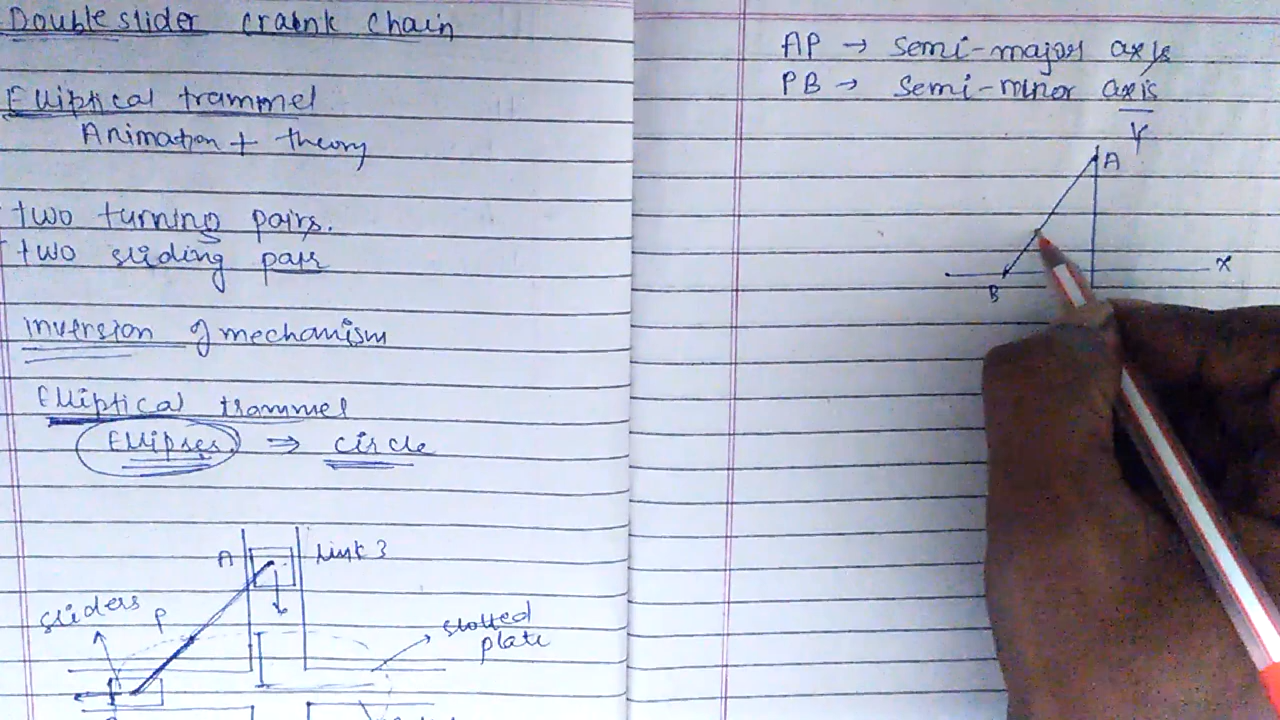 Double slider crank chain
Elliptical trammel
Animation + theory
two turning pairs.
two sliding pair
inversion of mechanism
Elliptical trammel
Ellipses ⇒ circle
A
Link 3
sliders
P
slotted
plate
AP → semi-major axis
PB → semi-minor axis
Y
A
X
B